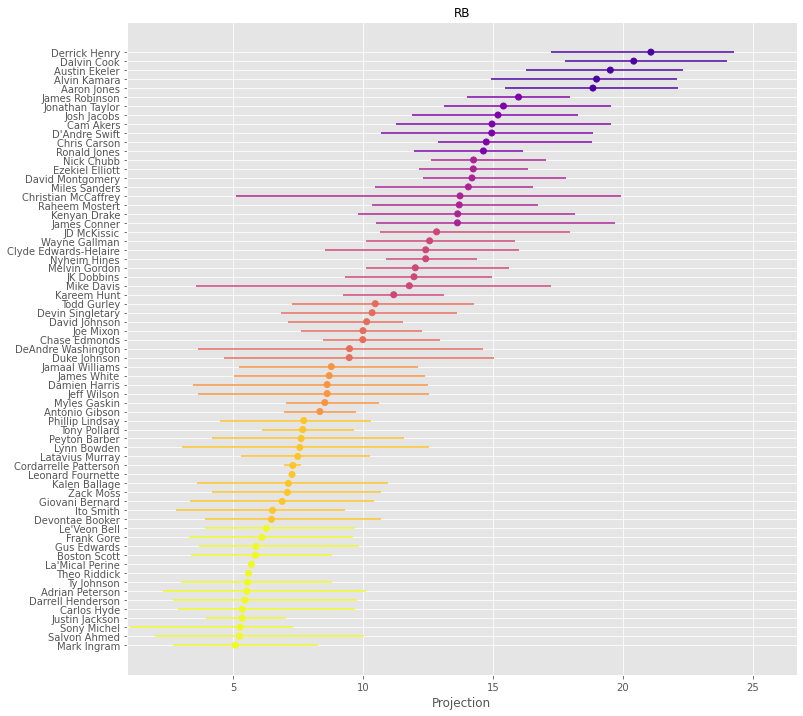 RB
Derrick Henry
Dalvin Cook
Austin Ekeler
Alvin Kamara
Aaron Jones
James Robinson
Jonathan Taylor
Josh Jacobs
Cam Akers
D'Andre Swift
Chris Carson
Ronald Jones
Nick Chubb
Ezekiel Elliott
David Montgomery
Miles Sanders
Christian McCaffrey
Raheem Mostert
Kenyan Drake
James Conner
JD McKissic
Wayne Gallman
Clyde Edwards-Helaire
Nyheim Hines
Melvin Gordon
JK Dobbins
Mike Davis
Kareem Hunt
Todd Gurley
Devin Singletary
David Johnson
Joe Mixon
Chase Edmonds
DeAndre Washington
Duke Johnson
Jamaal Williams
James White
Damien Harris
Jeff Wilson
Myles Gaskin
Antonio Gibson
Phillip Lindsay
Tony Pollard
Peyton Barber
Lynn Bowden
Latavius Murray
Cordarrelle Patterson
Leonard Fournette
Kalen Ballage
Zack Moss
Giovani Bernard
Ito Smith
Devontae Booker
Le'Veon Bell
Frank Gore
Gus Edwards
Boston Scott
La'Mical Perine
Theo Riddick
Ty Johnson
Adrian Peterson
Darrell Henderson
Carlos Hyde
Justin Jackson
Sony Michel
Salvon Ahmed
Mark Ingram
5 10 15 20 25
Projection